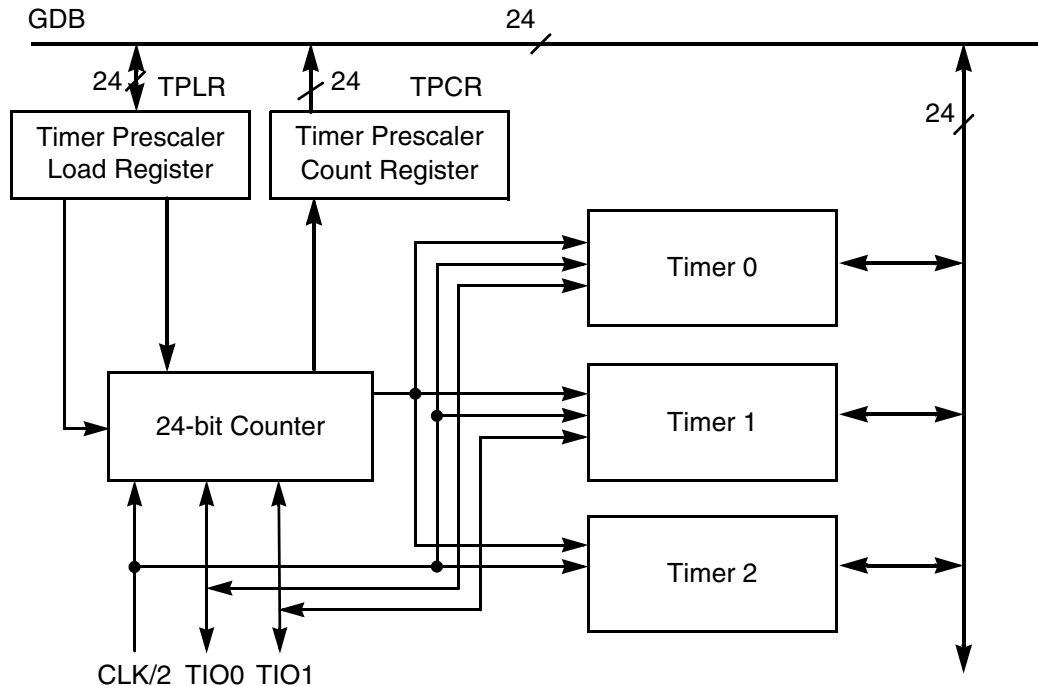 GDB
24
24
TPLR
24
TPCR
24
Timer Prescaler
Load Register
Timer Prescaler
Count Register
Timer 0
24-bit Counter
Timer 1
Timer 2
CLK/2
TIO0
TIO1